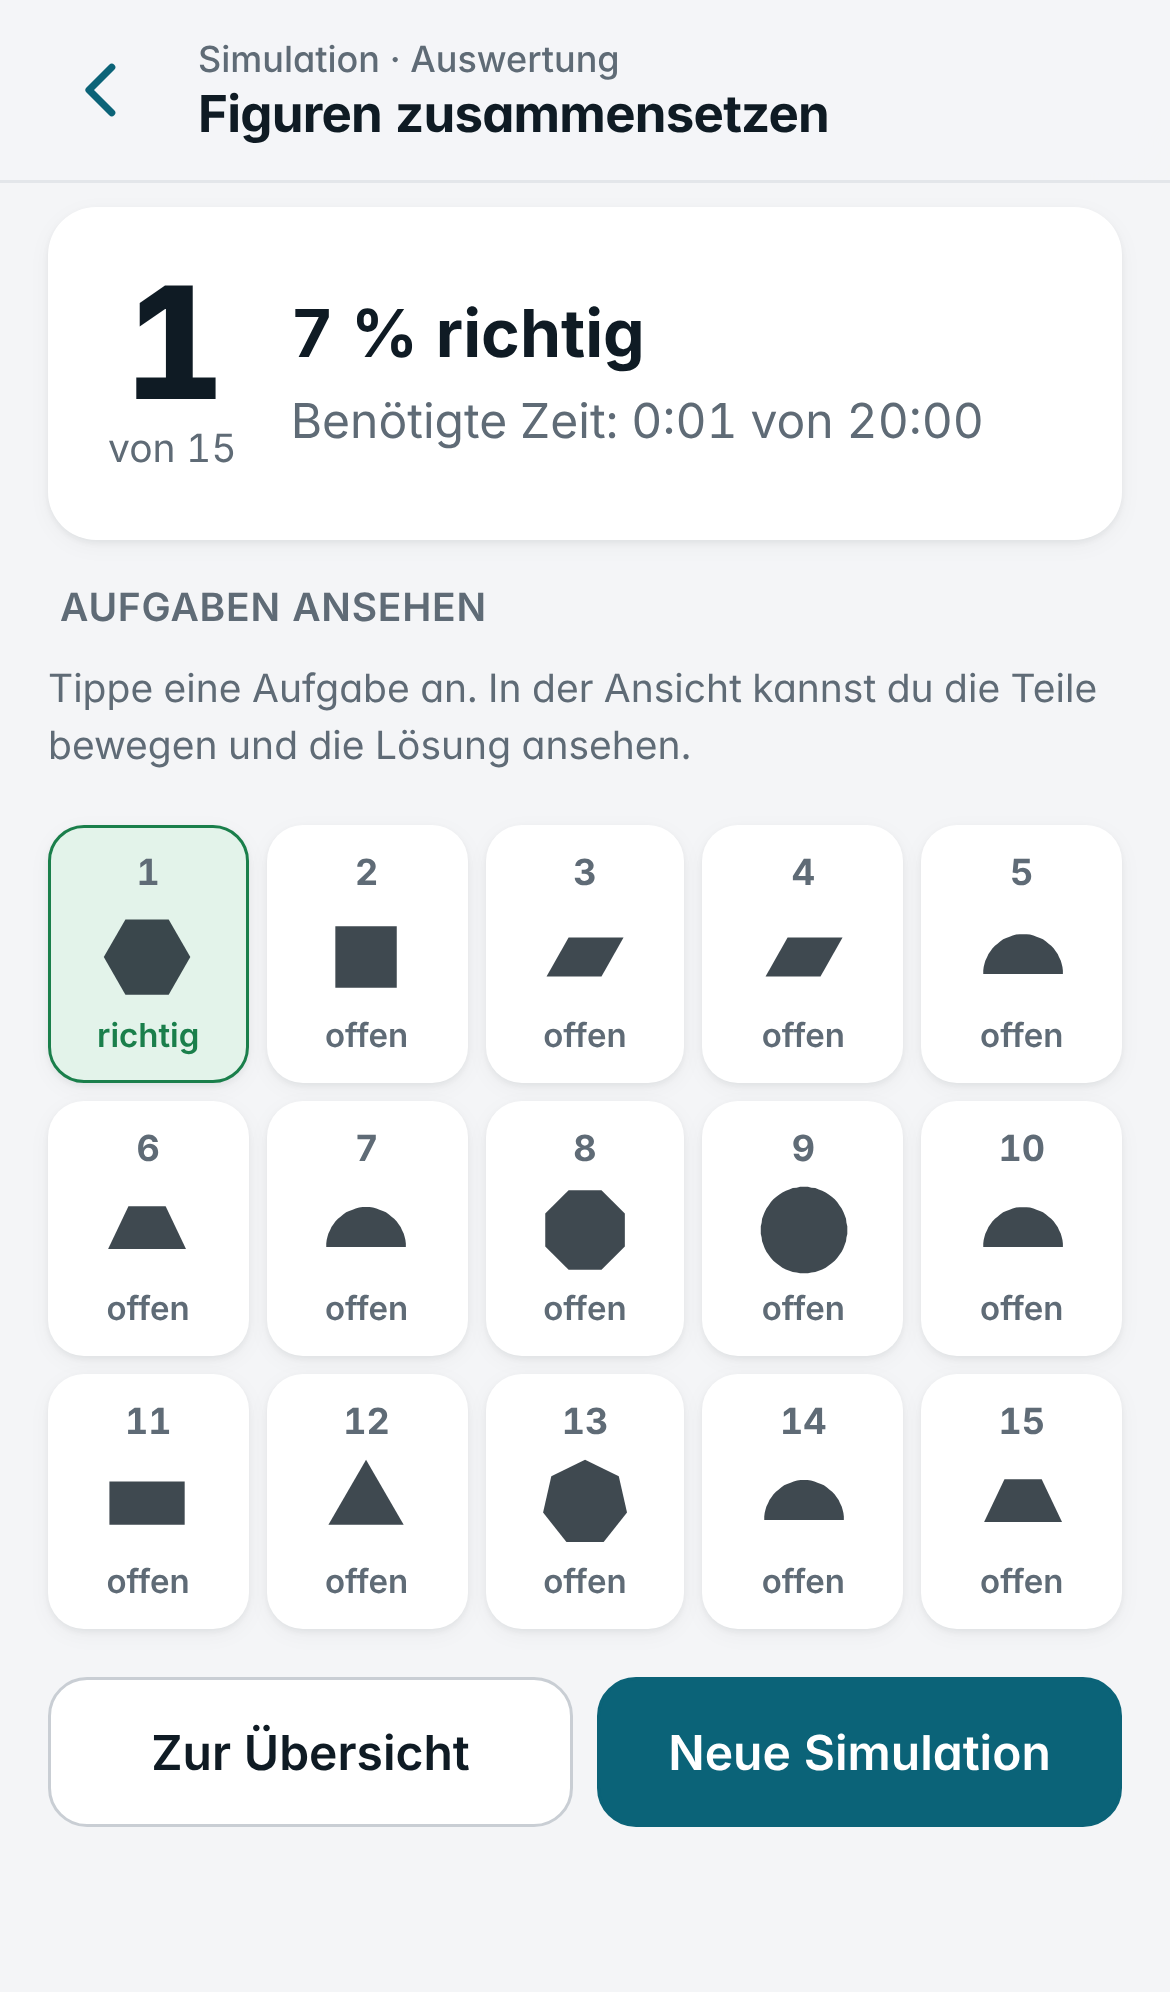 Simulation · Auswertung
Figuren zusammensetzen
1
von 15
7 % richtig
Benötigte Zeit: 0:01 von 20:00
AUFGABEN ANSEHEN
Tippe eine Aufgabe an. In der Ansicht kannst du die Teile
bewegen und die Lösung ansehen.
1
richtig
2
offen
3
offen
4
offen
5
offen
6
offen
7
offen
8
offen
9
offen
10
offen
11
offen
12
offen
13
offen
14
offen
15
offen
Zur Übersicht
Neue Simulation